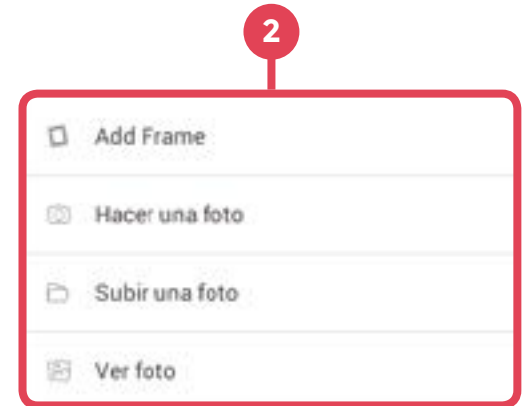 2
Add Frame
Hacer una foto
Subir una foto
Ver foto